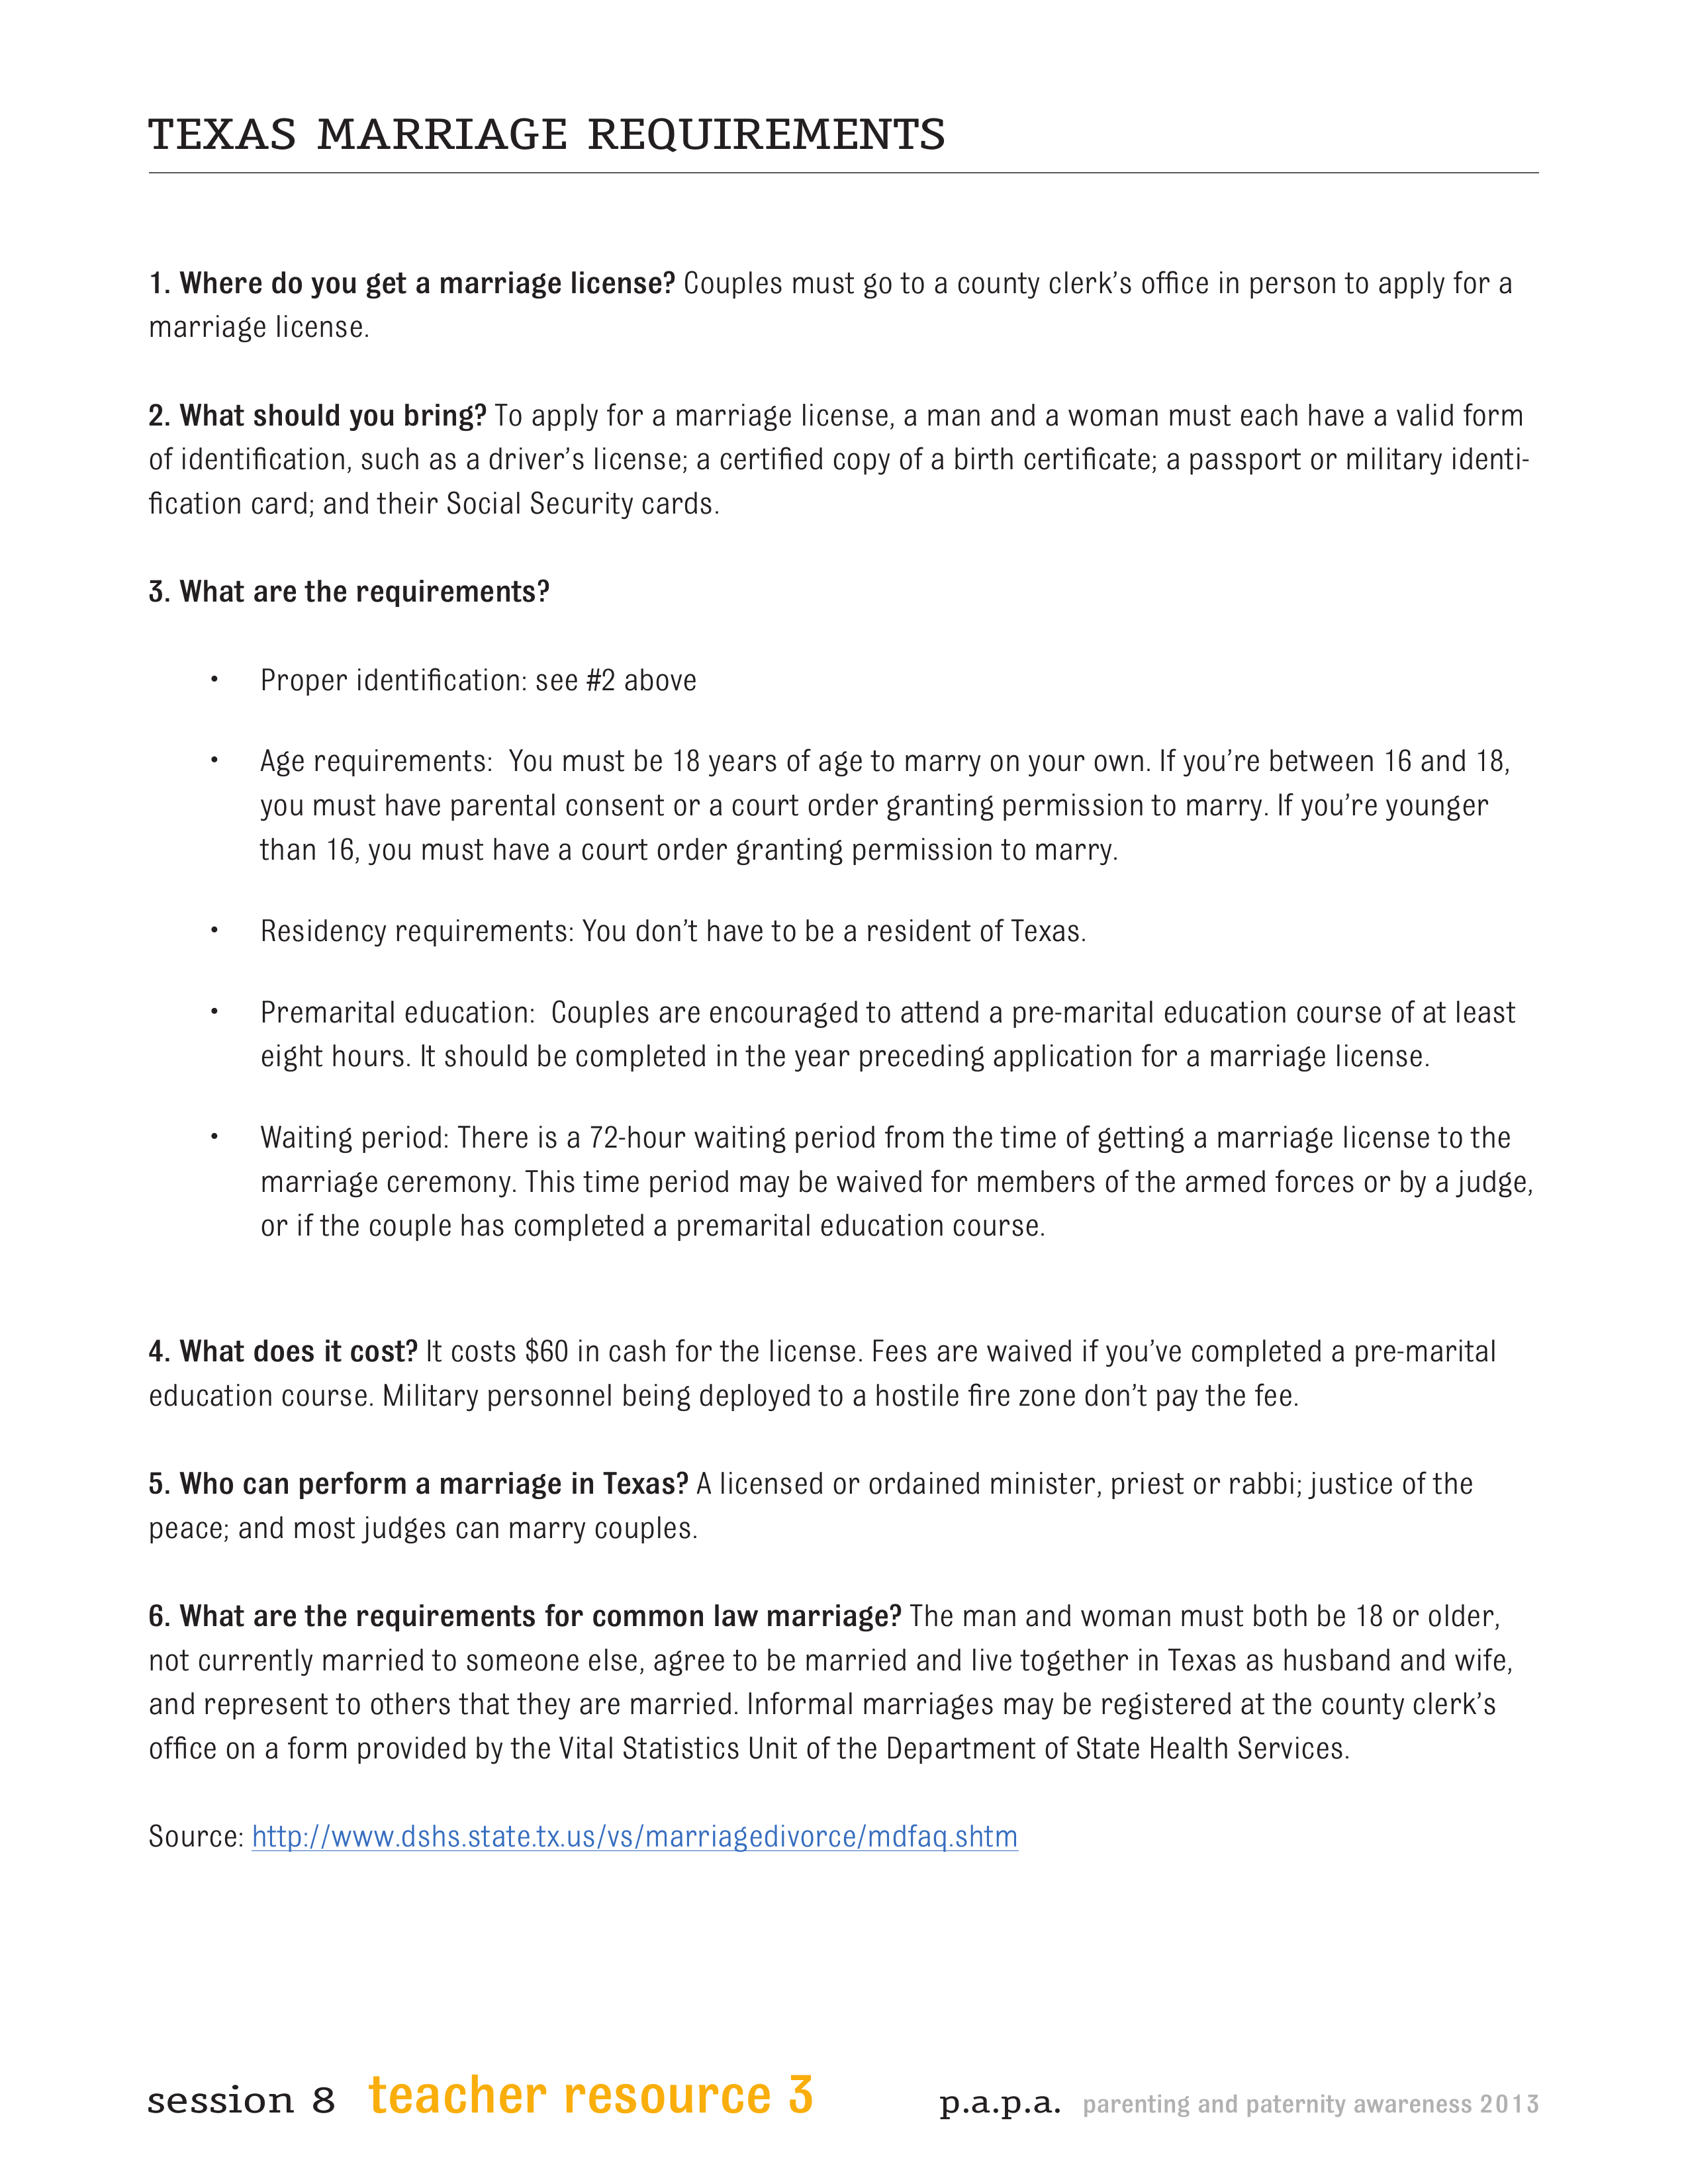 TEXAS MARRIAGE REQUIREMENTS
1. Where do you get a marriage license? Couples must go to a county clerk's office in person to apply for a
marriage license.
2. What should you bring? To apply for a marriage license, a man and a woman must each have a valid form
of identification, such as a driver's license; a certified copy of a birth certificate; a passport or military identi-
fication card; and their Social Security cards.
3. What are the requirements?
• Proper identification: see #2 above
• Age requirements: You must be 18 years of age to marry on your own. If you're between 16 and 18,
you must have parental consent or a court order granting permission to marry. If you're younger
than 16, you must have a court order granting permission to marry.
• Residency requirements: You don't have to be a resident of Texas.
• Premarital education: Couples are encouraged to attend a pre-marital education course of at least
eight hours. It should be completed in the year preceding application for a marriage license.
• Waiting period: There is a 72-hour waiting period from the time of getting a marriage license to the
marriage ceremony. This time period may be waived for members of the armed forces or by a judge,
or if the couple has completed a premarital education course.
4. What does it cost? It costs $60 in cash for the license. Fees are waived if you've completed a pre-marital
education course. Military personnel being deployed to a hostile fire zone don't pay the fee.
5. Who can perform a marriage in Texas? A licensed or ordained minister, priest or rabbi; justice of the
peace; and most judges can marry couples.
6. What are the requirements for common law marriage? The man and woman must both be 18 or older,
not currently married to someone else, agree to be married and live together in Texas as husband and wife,
and represent to others that they are married. Informal marriages may be registered at the county clerk's
office on a form provided by the Vital Statistics Unit of the Department of State Health Services.
Source: http://www.dshs.state.tx.us/vs/marriagedivorce/mdfaq.shtm
session 8 teacher resource 3 p.a.p.a. parenting and paternity awareness 2013